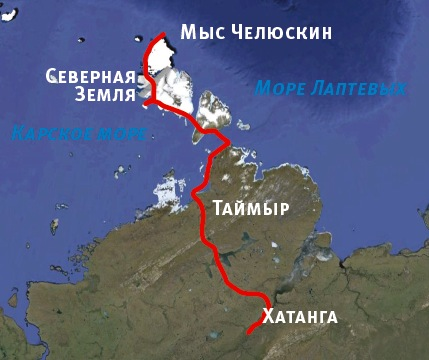 Мыс Челюскин
Северная
Земля
Море Лаптевых
Карское море
Таймыр
Хатанга